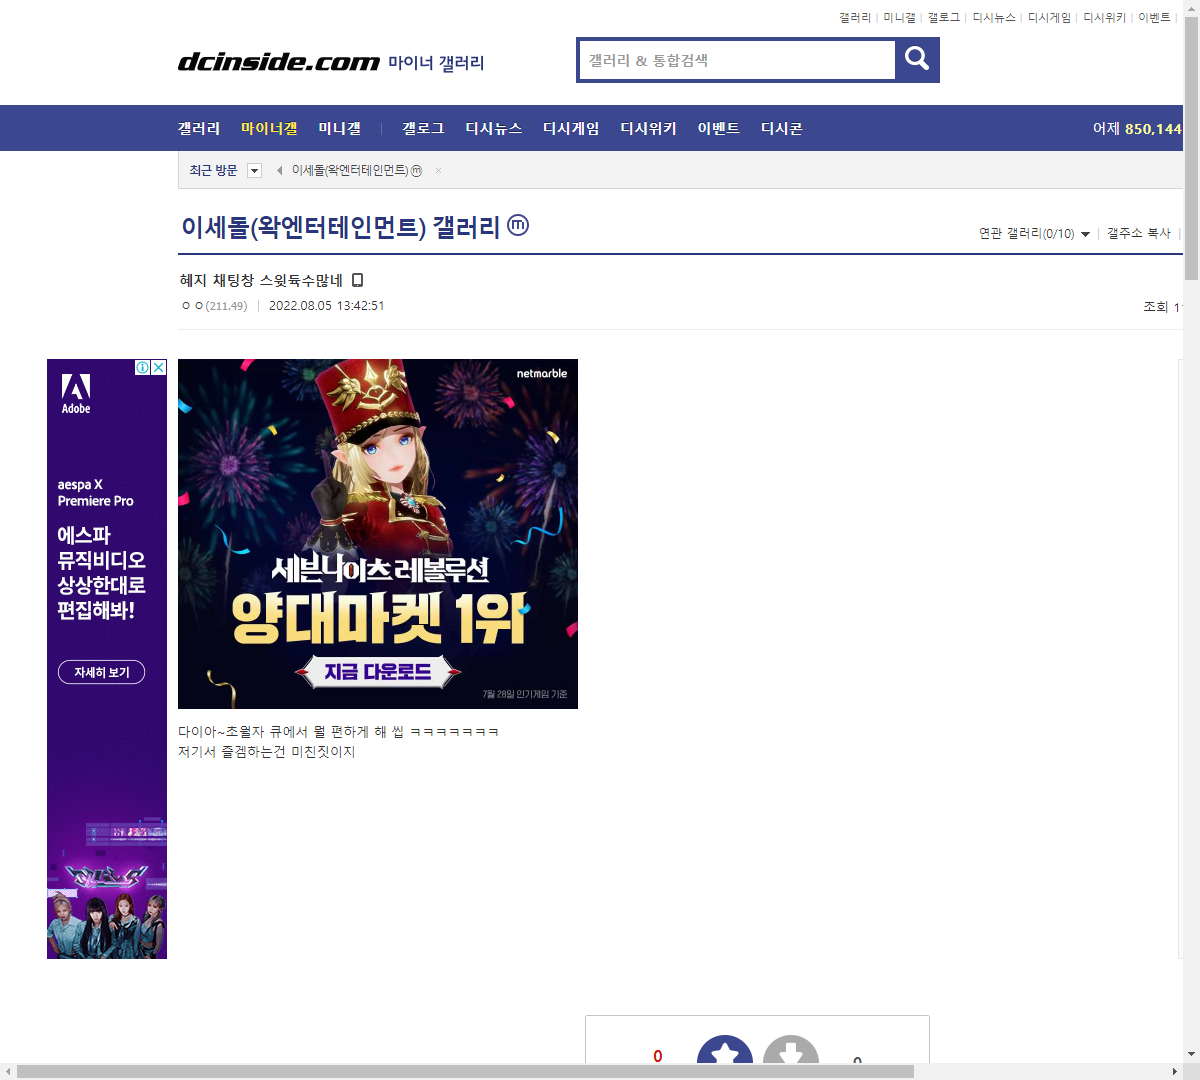 갤러리 미니갤 갤로그 디시뉴스 디시게임 디시위키 이벤트
dcinside.com 마이너 갤러리
갤러리 & 통합검색
갤러리 마이너갤 미니갤 갤로그 디시뉴스 디시게임 디시위키 이벤트 디시콘
어제 850,144
최근 방문 이세돌(왁엔터테인먼트) ⓜ ×
이세돌(왁엔터테인먼트) 갤러리 ⓜ
연관 갤러리(0/10) 갤주소 복사
혜지 채팅창 스윗듁수많네
ㅇㅇ(211.49) 2022.08.05 13:42:51
조회
Adobe
aespa X
Premiere Pro
에스파
뮤직비디오
상상한대로
편집해봐!
자세히 보기
netmarble
세븐나이츠 레볼루션
양대마켓 1위
지금 다운로드
7월 28일 인기게임 기준
다이아~초월자 큐에서 뭘 편하게 해 씹 ㅋㅋㅋㅋㅋㅋㅋ
저기서 즐겜하는건 미친짓이지
0
0